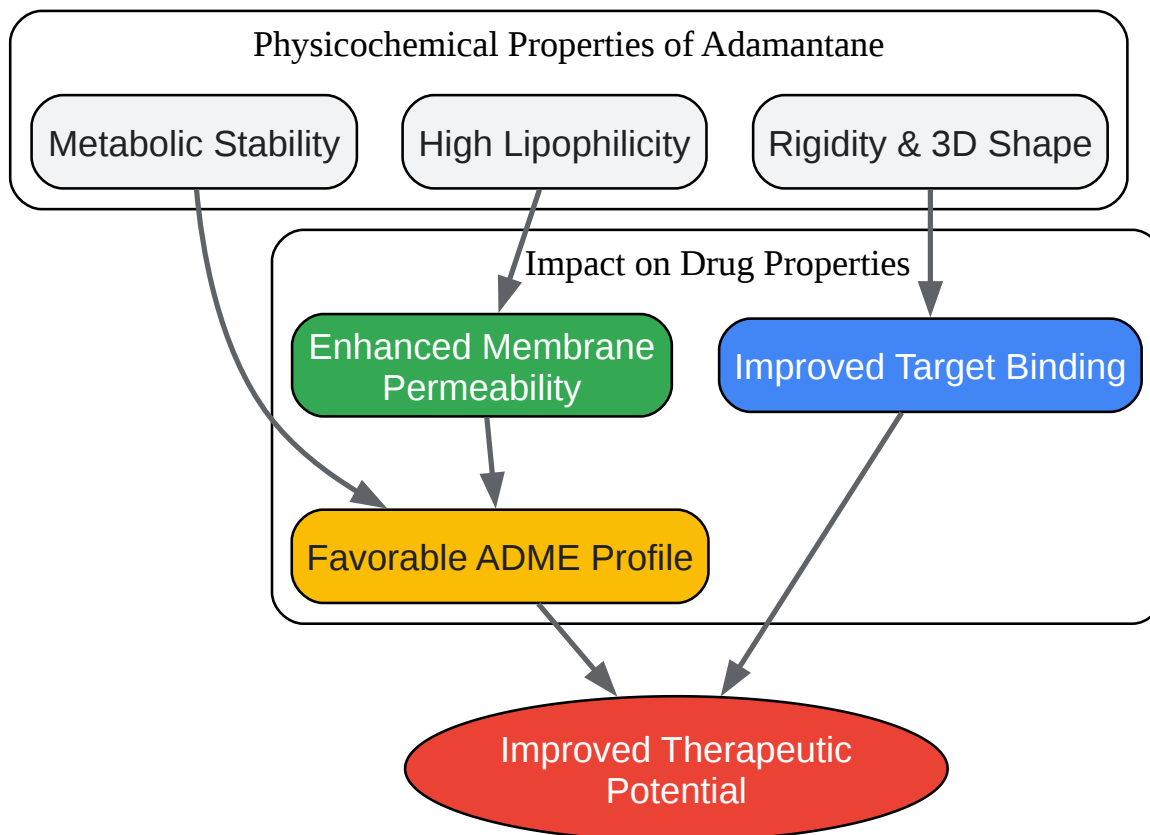 Physicochemical Properties of Adamantane
Metabolic Stability
High Lipophilicity
Rigidity & 3D Shape
Impact on Drug Properties
Enhanced Membrane
Permeability
Improved Target Binding
Favorable ADME Profile
Improved Therapeutic
Potential